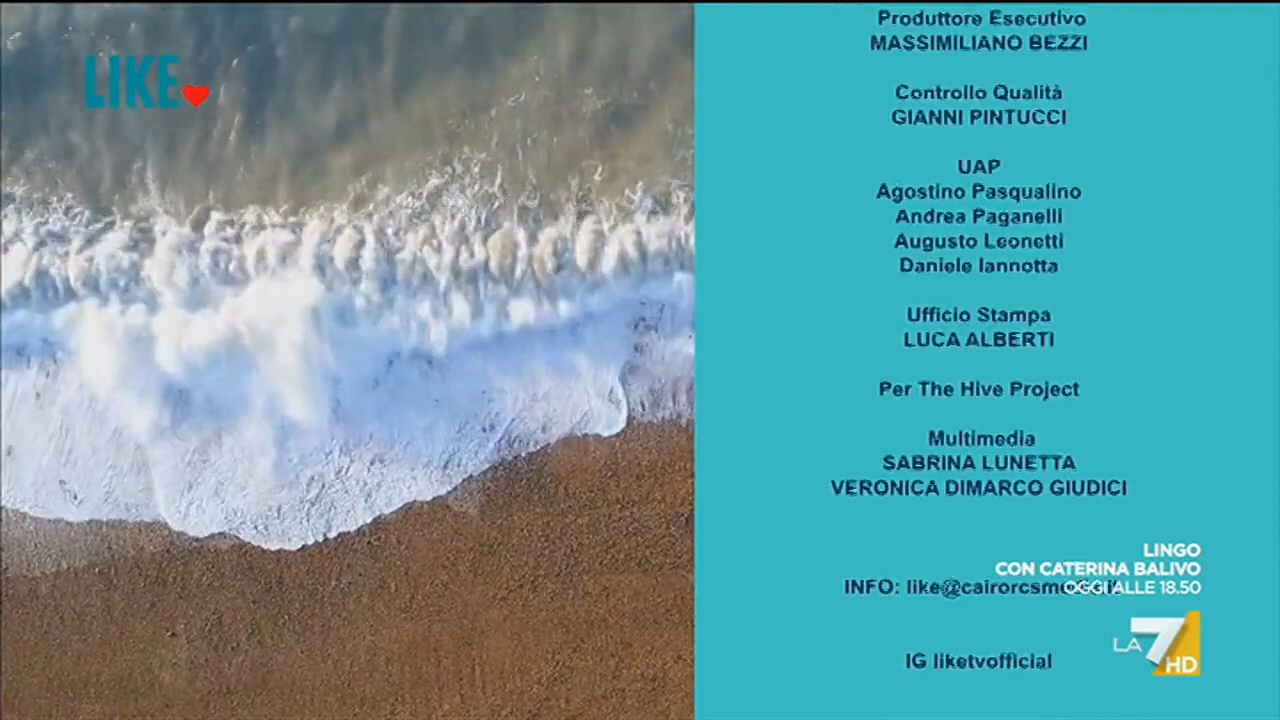 LIKE
Produttore Esecutivo
MASSIMILIANO BEZZI
Controllo Qualità
GIANNI PINTUCCI
UAP
Agostino Pasqualino
Andrea Paganelli
Augusto Leonetti
Daniele Iannotta
Ufficio Stampa
LUCA ALBERTI
Per The Hive Project
Multimedia
SABRINA LUNETTA
VERONICA DIMARCO GIUDICI
LINGO
CON CATERINA BALIVO
OGGI ALLE 18.50
INFO:
IG liketvofficial
LA7 HD